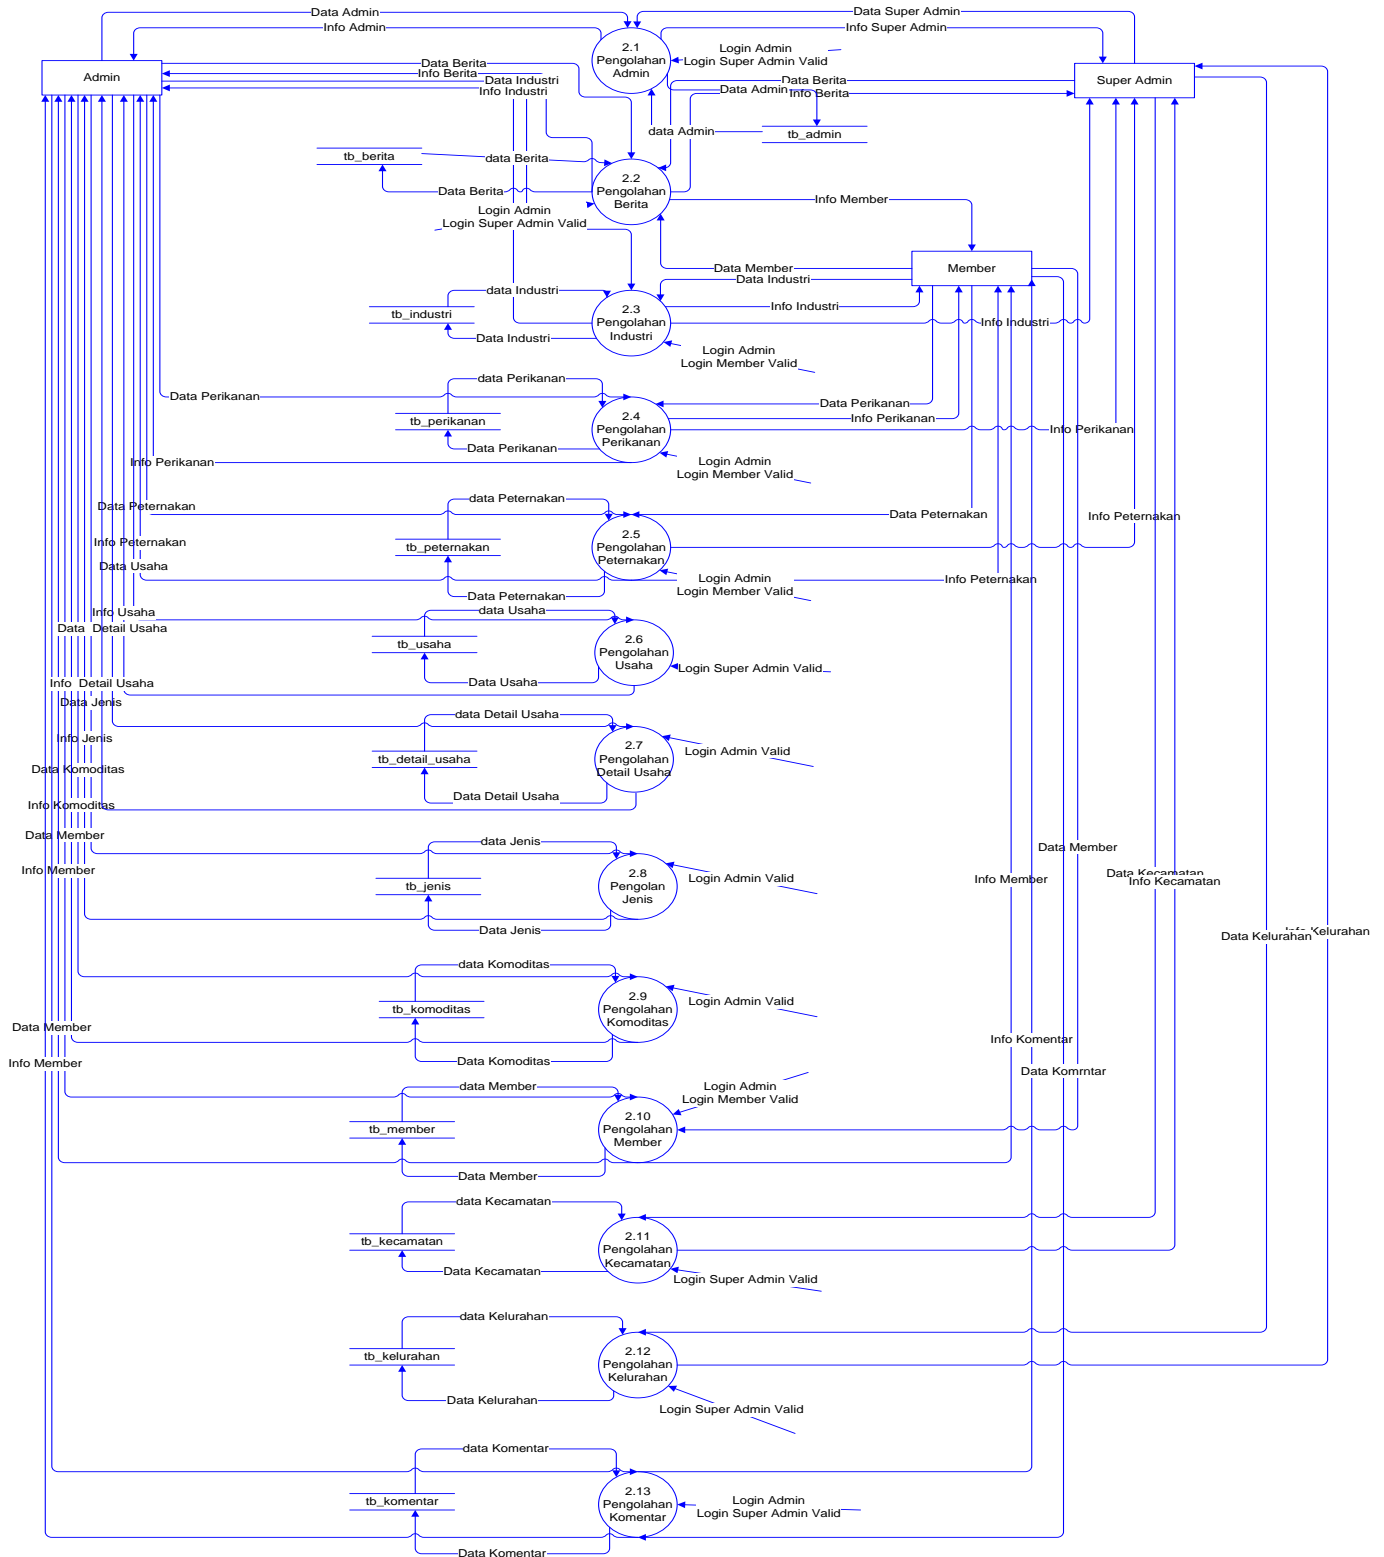 Data Admin
Data Super Admin
Info Admin
Info Super Admin
2.1
Pengolahan
Admin
Login Admin
Login Super Admin Valid
Admin
Super Admin
Data Berita
Info Berita
Data Industri
Info Industri
Data Berita
Data Admin
Info Berita
data Admin
tb_admin
tb_berita
data Berita
2.2
Pengolahan
Berita
Data Berita
Info Member
Login Admin
Login Super Admin Valid
Member
Data Member
Data Industri
data Industri
2.3
Pengolahan
Industri
tb_industri
Info Industri
Info Industri
Data Industri
Login Admin
Login Member Valid
data Perikanan
Data Perikanan
Data Perikanan
2.4
Pengolahan
Perikanan
tb_perikanan
Info Perikanan
Info Perikanan
Data Perikanan
Info Perikanan
Login Admin
Login Member Valid
data Peternakan
Data Peternakan
Data Peternakan
Info Peternakan
2.5
Pengolahan
Peternakan
Info Peternakan
tb_peternakan
Data Usaha
Login Admin
Login Member Valid
Info Peternakan
Data Peternakan
Info Usaha
data Usaha
Data Detail Usaha
2.6
Pengolahan
Usaha
tb_usaha
Login Super Admin Valid
Info Detail Usaha
Data Usaha
Data Jenis
data Detail Usaha
Info Jenis
2.7
Pengolahan
Detail Usaha
tb_detail_usaha
Login Admin Valid
Data Komoditas
Data Detail Usaha
Info Komoditas
Data Member
data Jenis
Data Member
Info Member
2.8
Pengolan
Jenis
tb_jenis
Login Admin Valid
Info Member
Data Kecamatan
Info Kecamatan
Data Jenis
Data Kelurahan
Info Kelurahan
data Komoditas
2.9
Pengolahan
Komoditas
tb_komoditas
Login Admin Valid
Data Member
Info Komentar
Info Member
Data Komoditas
Data Komrntar
data Member
Login Admin
Login Member Valid
2.10
Pengolahan
Member
tb_member
Data Member
data Kecamatan
2.11
Pengolahan
Kecamatan
tb_kecamatan
Data Kecamatan
Login Super Admin Valid
data Kelurahan
2.12
Pengolahan
Kelurahan
tb_kelurahan
Data Kelurahan
Login Super Admin Valid
data Komentar
2.13
Pengolahan
Komentar
tb_komentar
Login Admin
Login Super Admin Valid
Data Komentar